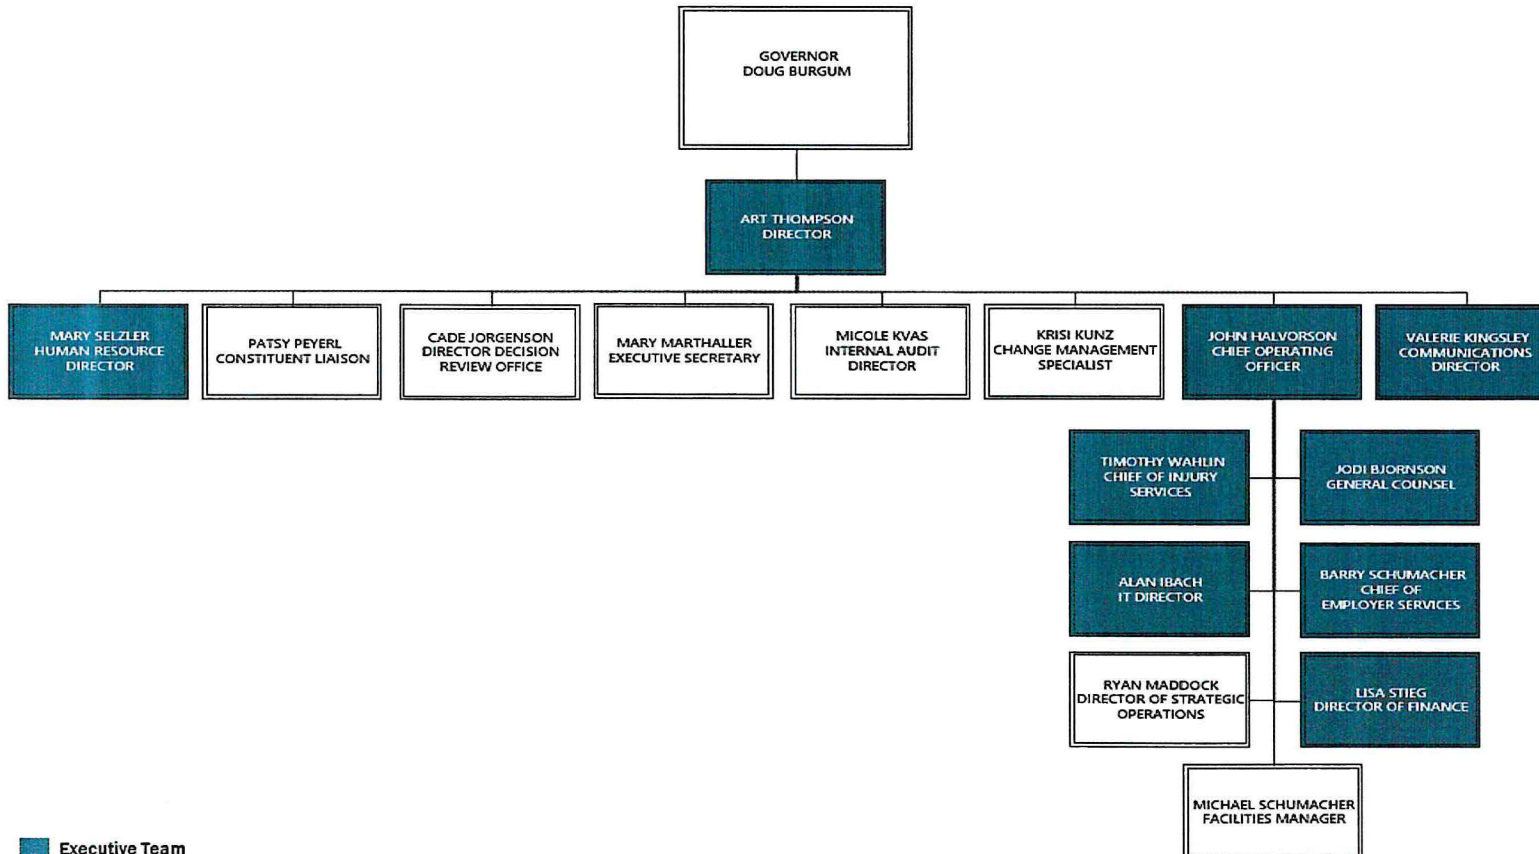 GOVERNOR
DOUG BURGUM
ART THOMPSON
DIRECTOR
MARY SELZLER
HUMAN RESOURCE
DIRECTOR
PATSY PEYERL
CONSTITUENT LIAISON
CADE JORGENSON
DIRECTOR DECISION
REVIEW OFFICE
MARY MARTHALLER
EXECUTIVE SECRETARY
MICOLE KVAS
INTERNAL AUDIT
DIRECTOR
KRISI KUNZ
CHANGE MANAGEMENT
SPECIALIST
JOHN HALVORSON
CHIEF OPERATING
OFFICER
VALERIE KINGSLEY
COMMUNICATIONS
DIRECTOR
TIMOTHY WAHLIN
CHIEF OF INJURY
SERVICES
JODI BJORNSON
GENERAL COUNSEL
ALAN IBACH
IT DIRECTOR
BARRY SCHUMACHER
CHIEF OF
EMPLOYER SERVICES
RYAN MADDOCK
DIRECTOR OF STRATEGIC
OPERATIONS
LISA STIEG
DIRECTOR OF FINANCE
MICHAEL SCHUMACHER
FACILITIES MANAGER
Executive Team